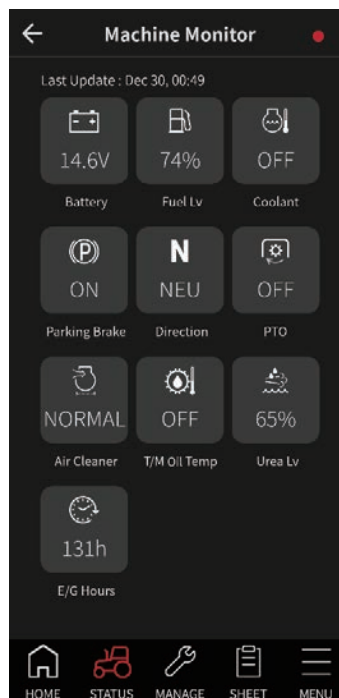 Machine Monitor
Last Update : Dec 30, 00:49
14.6V 74% OFF
Battery Fuel Lv Coolant
P N
ON NEU OFF
Parking Brake Direction PTO
NORMAL OFF 65%
Air Cleaner T/M Oil Temp Urea Lv
131h
E/G Hours
HOME STATUS MANAGE SHEET MENU